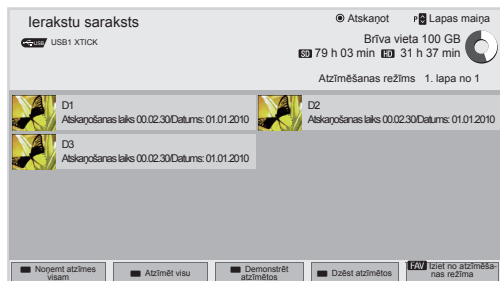 Ierakstu saraksts
Atskaņot
P Lapas maiņa
USB USB1 XTICK
Brīva vieta 100 GB
SD 79 h 03 min HD 31 h 37 min
Atzīmēšanas režīms 1. lapa no 1
D1
Atskaņošanas laiks 00.02.30/Datums: 01.01.2010
D2
Atskaņošanas laiks 00.02.30/Datums: 01.01.2010
D3
Atskaņošanas laiks 00.02.30/Datums: 01.01.2010
Noņemt atzīmes
visam
Atzīmēt visu
Demonstrēt
atzīmētos
Dzēst atzīmētos
FAV Iziet no atzīmēša-
nas režīma